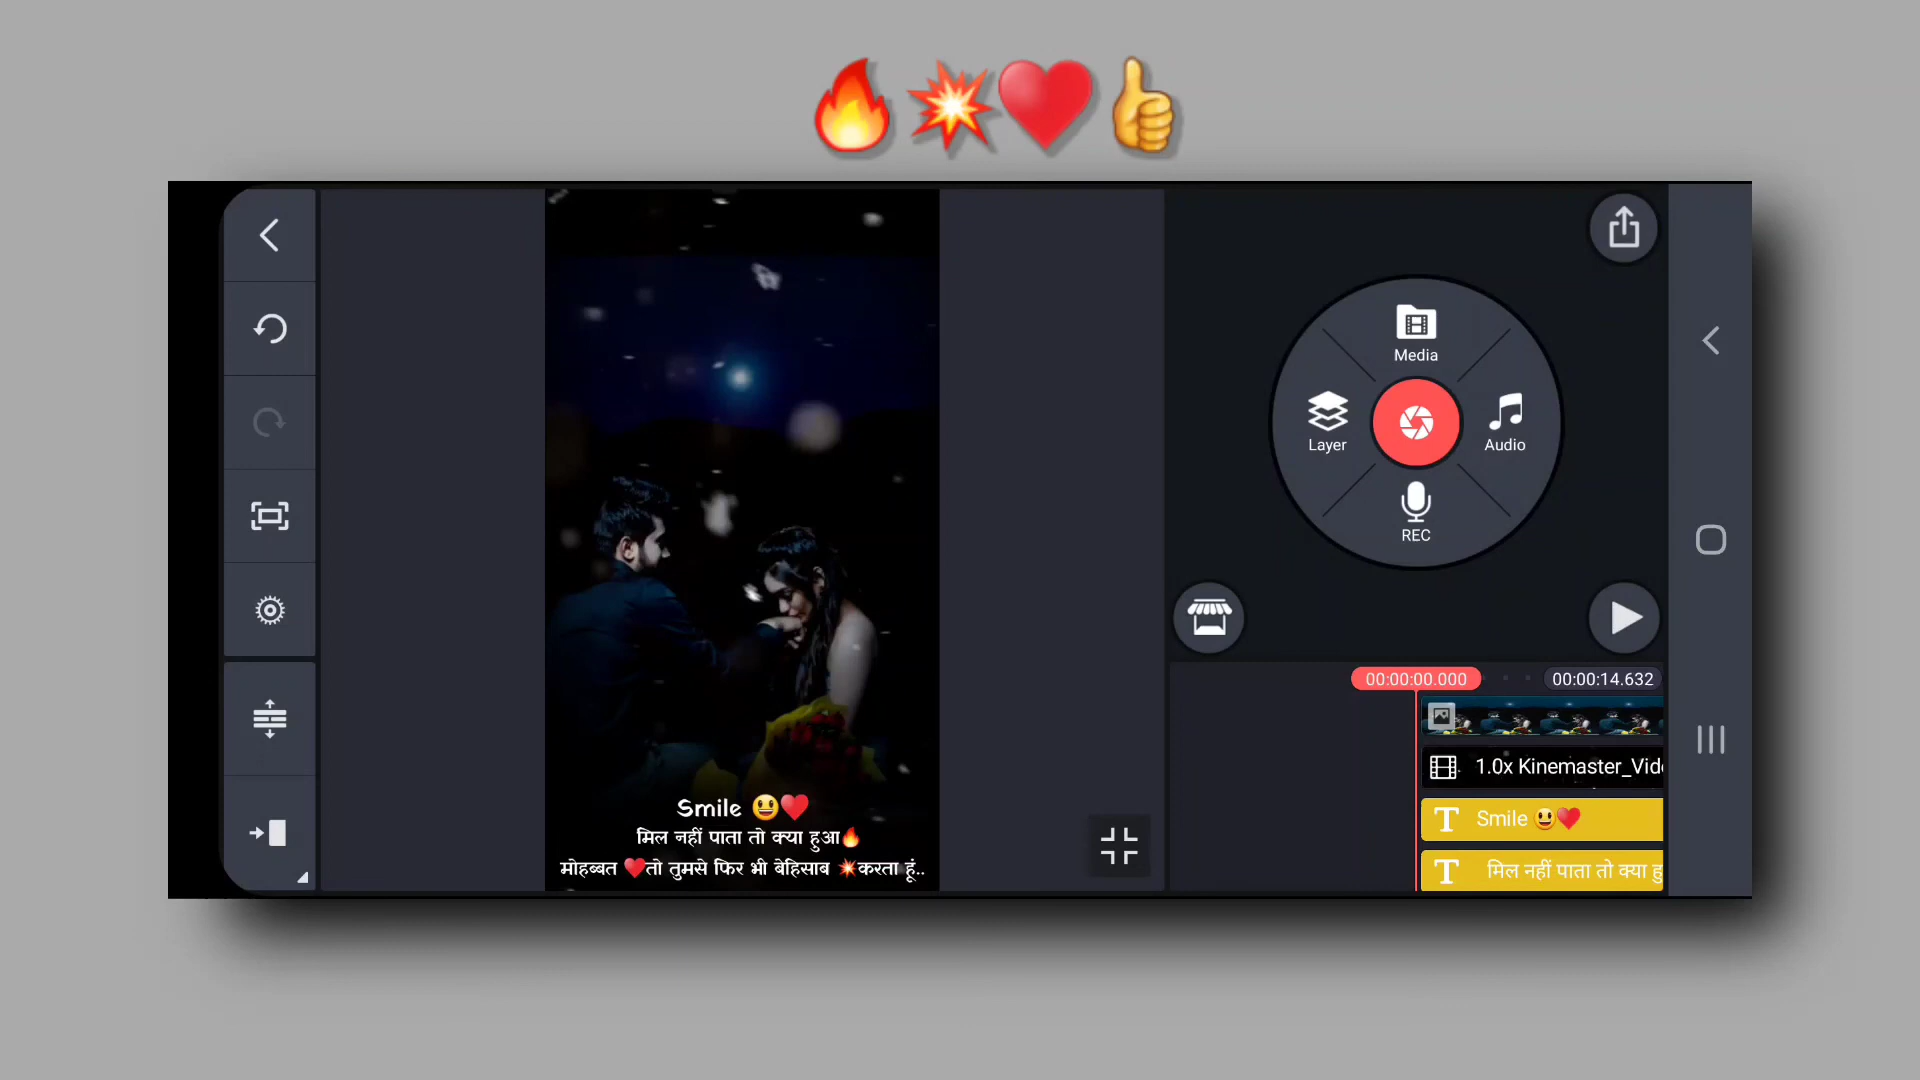 🔥💥❤️👍
Media
Layer
Audio
REC
00:00:00.000
00:00:14.632
1.0x Kinemaster_Vid
Smile 😃❤️
मिल नहीं पाता तो क्या हु
Smile 😃❤️
मिल नहीं पाता तो क्या हुआ🔥
मोहब्बत ❤️तो तुमसे फिर भी बेहिसाब 💥करता हूं..